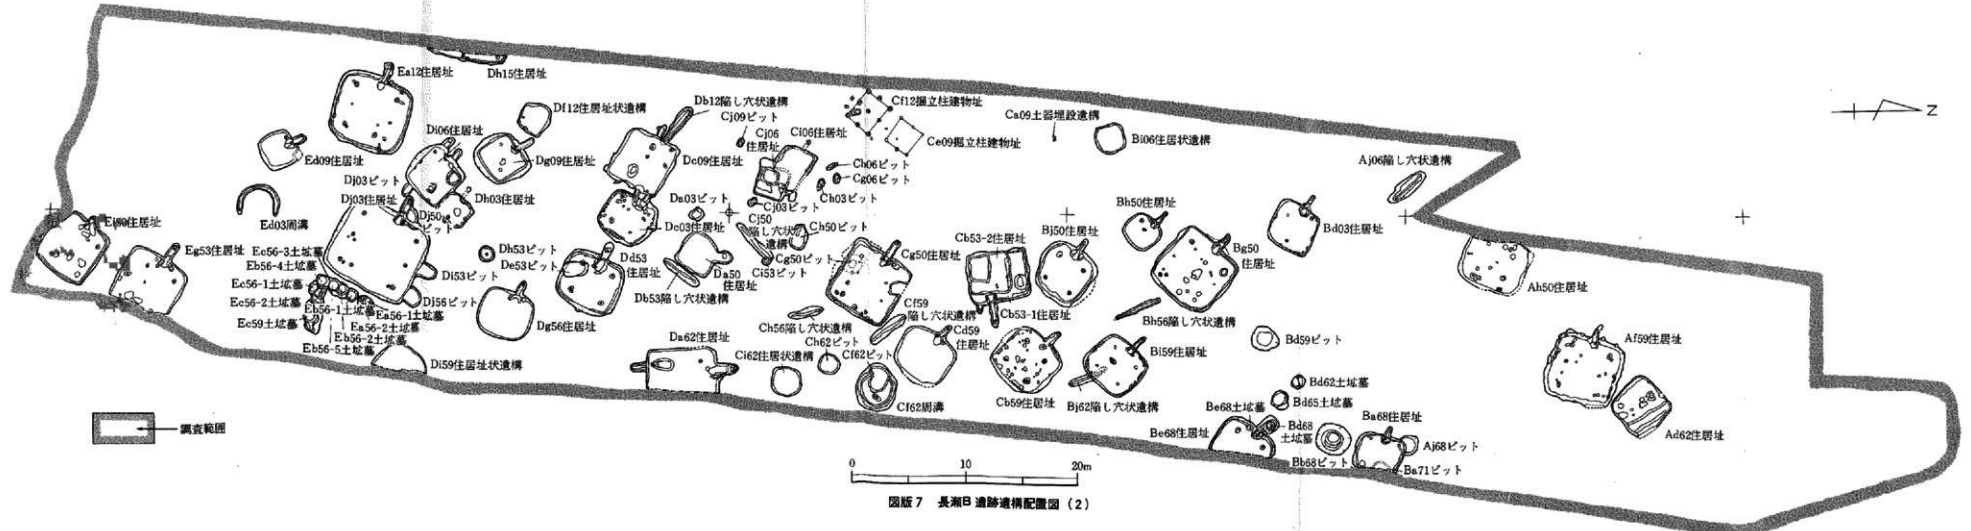 Ea12住居址
Dh15住居址
Df12住居址状遺構
Db12陥し穴状遺構
Cj09ピット
Cj06
住居址
Ci06住居址
Cf12掘立柱建物址
Ce09掘立柱建物址
Ca09土器埋設遺構
Bi06住居状遺構
Aj06陥し穴状遺構
Z
Di06住居址
Ed09住居址
Dg09住居址
Dc09住居址
Ch06ピット
Cg06ピット
Ch03ピット
Cj03ピット
Dj03ピット
Dj03住居址
Dh03住居址
Dj50
ピット
Ed03周溝
Da03ピット
Dc03住居址
Cj50
陥し穴状遺構
Ch50ピット
Cg50ピット
Ci53ピット
Cg50住居址
Cb53-2住居址
Bj50住居址
Bh50住居址
Bg50
住居址
Bd03住居址
Ah50住居址
Eg53住居址
Ec56-3土坑墓
Eb56-4土坑墓
Ec56-1土坑墓
Ec56-2土坑墓
Ec59土坑墓
Eb56-1土坑墓
Ea56-1土坑墓
Ea56-2土坑墓
Eb56-2土坑墓
Eb56-5土坑墓
Dh53ピット
De53ピット
Dd53
住居址
Di53ピット
Dj56ピット
Dg56住居址
Da50
住居址
Db53陥し穴状遺構
Di59住居址状遺構
Da62住居址
Ch56陥し穴状遺構
Ch62ピット
Ci62住居状遺構
Cf62ピット
Cf62周溝
Cf59
陥し穴状遺構
Cd59
住居址
Cb53-1住居址
Cb59住居址
Bh56陥し穴状遺構
Bi59住居址
Bj62陥し穴状遺構
Bd59ピット
Bd62土坑墓
Bd65土坑墓
Be68土坑墓
Be68住居址
Bd68
土坑墓
Bb68ピット
Ba68住居址
Aj68ピット
Ba71ピット
Af59住居址
Ad62住居址
調査範囲
0 10 20m
図版7 長瀬B遺跡遺構配置図(2)